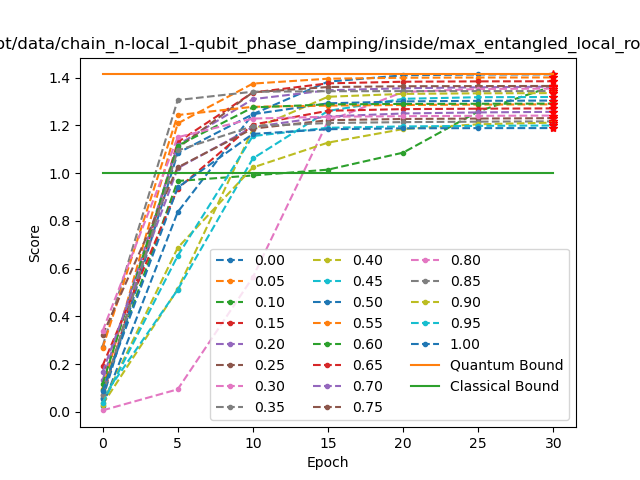 pt/data/chain_n-local_1-qubit_phase_damping/inside/max_entangled_local_ro
Score
1.4
1.2
1.0
0.8
0.6
0.4
0.2
0.0
0.00 0.40 0.80
0.05 0.45 0.85
0.10 0.50 0.90
0.15 0.55 0.95
0.20 0.60 1.00
0.25 0.65 Quantum Bound
0.30 0.70 Classical Bound
0.35 0.75
0 5 10 15 20 25 30
Epoch